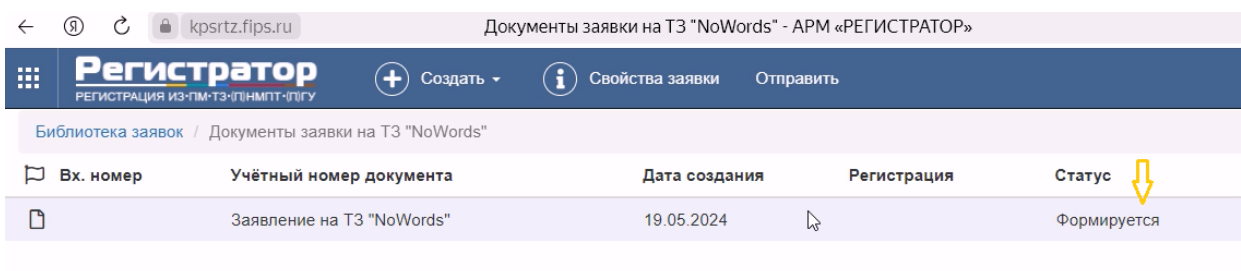 kpsrtz.fips.ru Документы заявки на ТЗ "NoWords" - АРМ «РЕГИСТРАТОР»
Регистратор Создать Свойства заявки Отправить
РЕГИСТРАЦИЯ ИЗ•ПМ•ТЗ•(П)НМПТ•(П)ГУ
Библиотека заявок / Документы заявки на ТЗ "NoWords"
Вх. номер Учётный номер документа Дата создания Регистрация Статус
Заявление на ТЗ "NoWords" 19.05.2024 Формируется